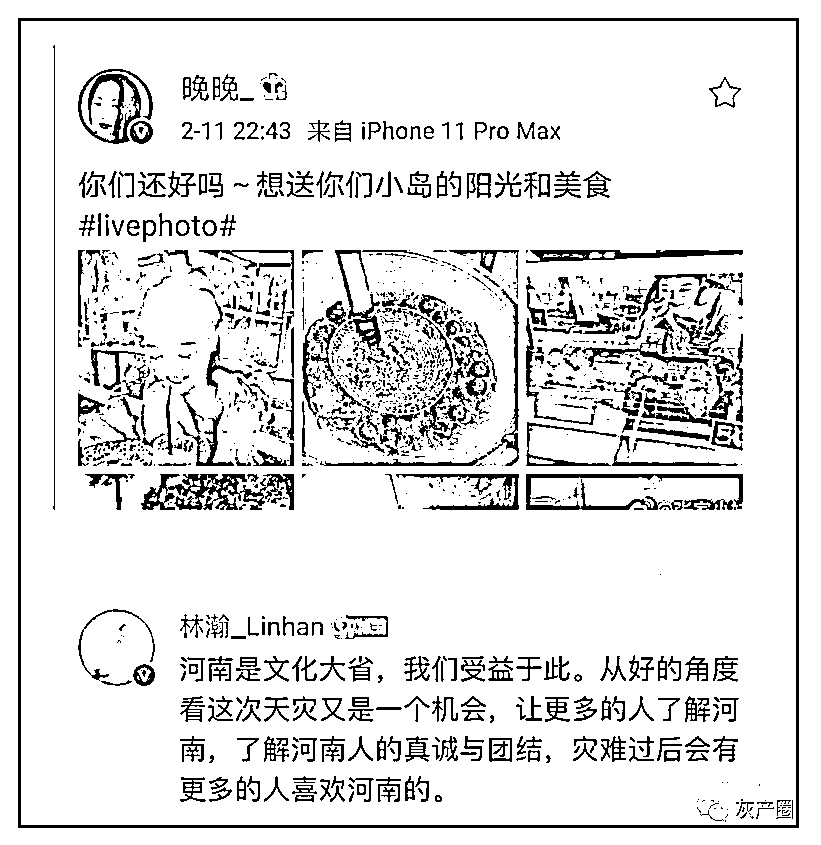 晚晚_
2-11 22:43 来自 iPhone 11 Pro Max
你们还好吗~想送你们小岛的阳光和美食
#livephoto#
林瀚_Linhan
河南是文化大省，我们受益于此。从好的角度
看这次天灾又是一个机会，让更多的人了解河
南，了解河南人的真诚与团结，灾难过后会有
更多的人喜欢河南的。
灰产圈